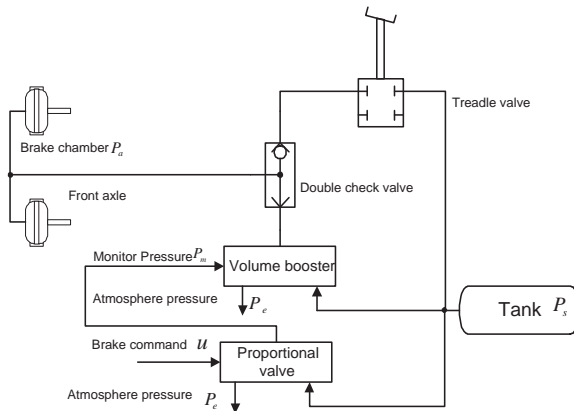 Treadle valve
Brake chamber P_a
Double check valve
Front axle
Monitor Pressure P_m
Volume booster
Atmosphere pressure
P_e
Tank P_s
Brake command u
Proportional
valve
Atmosphere pressure
P_e